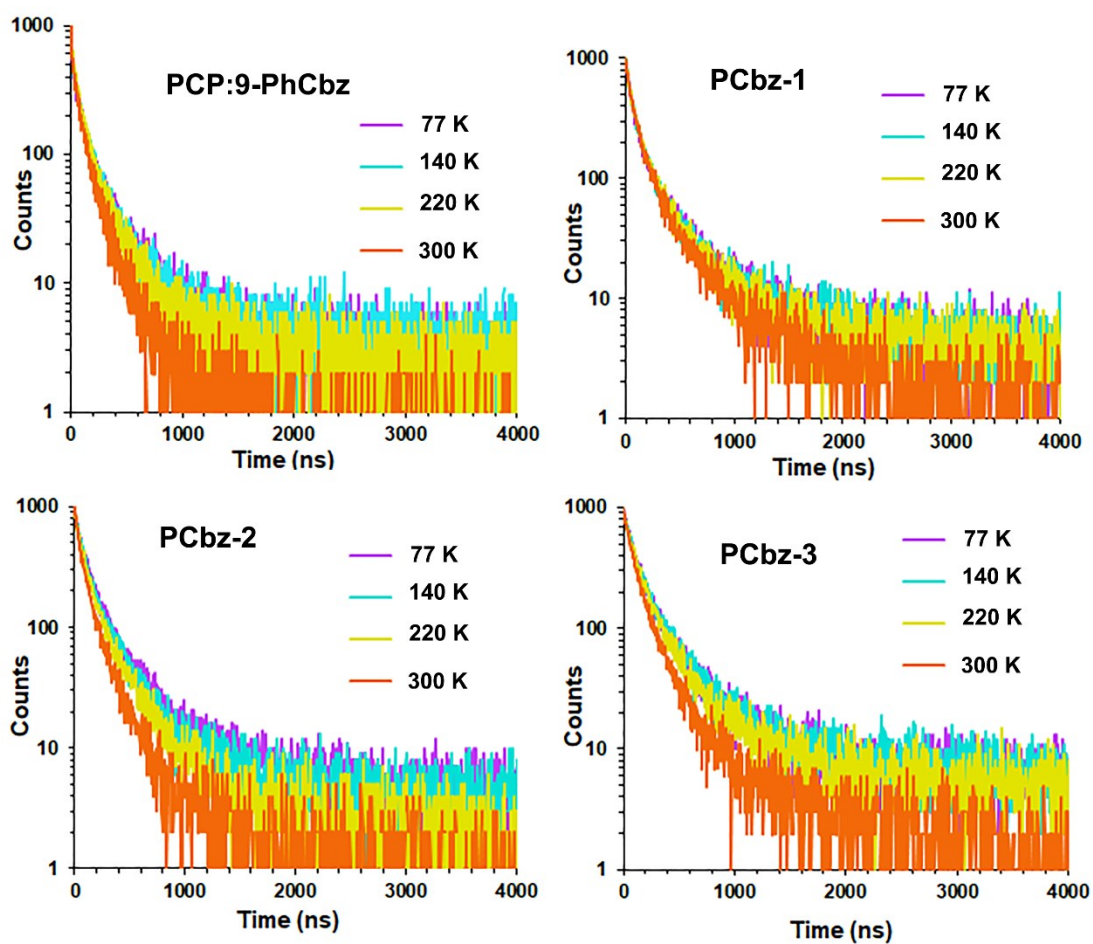 PCP:9-PhCbz
77 K
140 K
220 K
300 K
Counts
1000
100
10
1
0
1000
2000
3000
4000
Time (ns)
PCbz-1
77 K
140 K
220 K
300 K
Counts
1000
100
10
1
0
1000
2000
3000
4000
Time (ns)
PCbz-2
77 K
140 K
220 K
300 K
Counts
1000
100
10
1
0
1000
2000
3000
4000
Time (ns)
PCbz-3
77 K
140 K
220 K
300 K
Counts
1000
100
10
1
0
1000
2000
3000
4000
Time (ns)